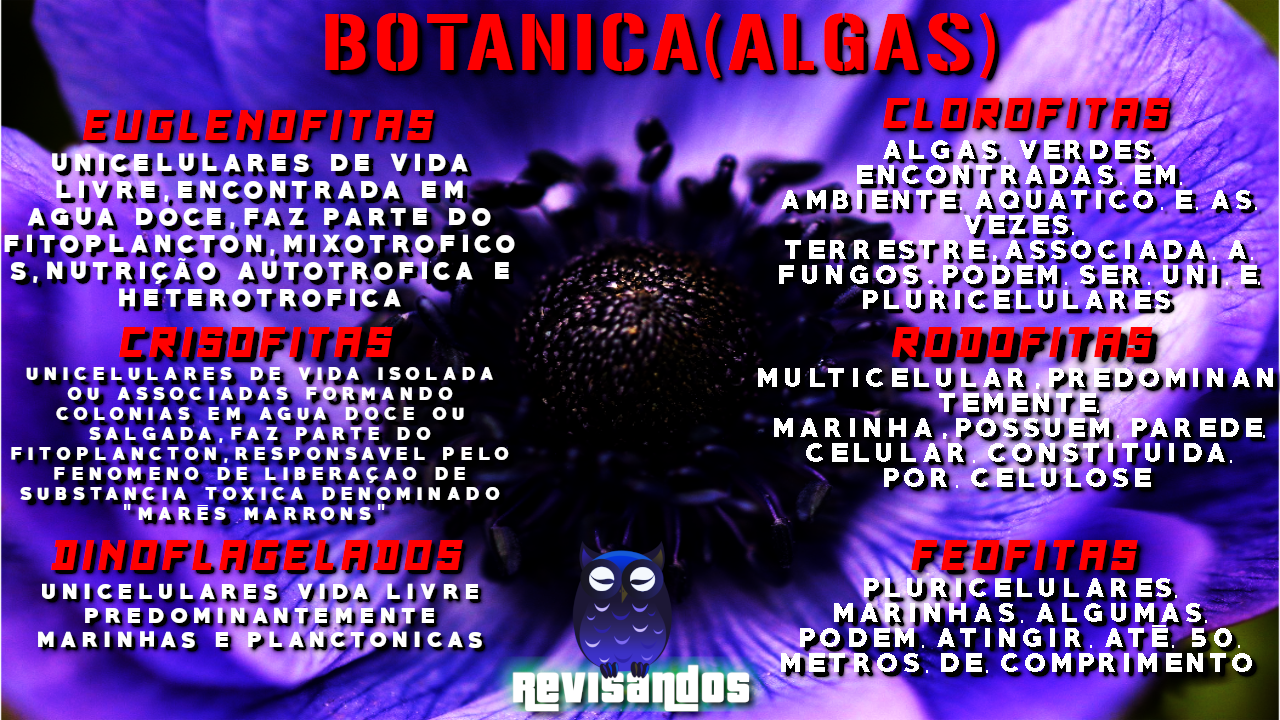 BOTANICA(ALGAS)
EUGLENOFITAS
UNICELULARES DE VIDA
LIVRE,ENCONTRADA EM
AGUA DOCE,FAZ PARTE DO
FITOPLANCTON,MIXOTROFICO
S,NUTRIÇÃO AUTOTROFICA E
HETEROTROFICA
CRISOFITAS
UNICELULARES DE VIDA ISOLADA
OU ASSOCIADAS FORMANDO
COLONIAS EM AGUA DOCE OU
SALGADA,FAZ PARTE DO
FITOPLANCTON,RESPONSAVEL PELO
FENOMENO DE LIBERAÇAO DE
SUBSTANCIA TOXICA DENOMINADO
"MARÉS MARRONS"
DINOFLAGELADOS
UNICELULARES VIDA LIVRE
PREDOMINANTEMENTE
MARINHAS E PLANCTONICAS
CLOROFITAS
ALGAS VERDES
ENCONTRADAS EM
AMBIENTE AQUATICO E AS
VEZES
TERRESTRE,ASSOCIADA A
FUNGOS.PODEM SER UNI E
PLURICELULARES
RODOFITAS
MULTICELULAR,PREDOMINAN
TEMENTE
MARINHA,POSSUEM PAREDE
CELULAR CONSTITUIDA
POR CELULOSE
FEOFITAS
PLURICELULARES
MARINHAS ALGUMAS
PODEM ATINGIR ATÉ 50
METROS DE COMPRIMENTO
REVISANDOS